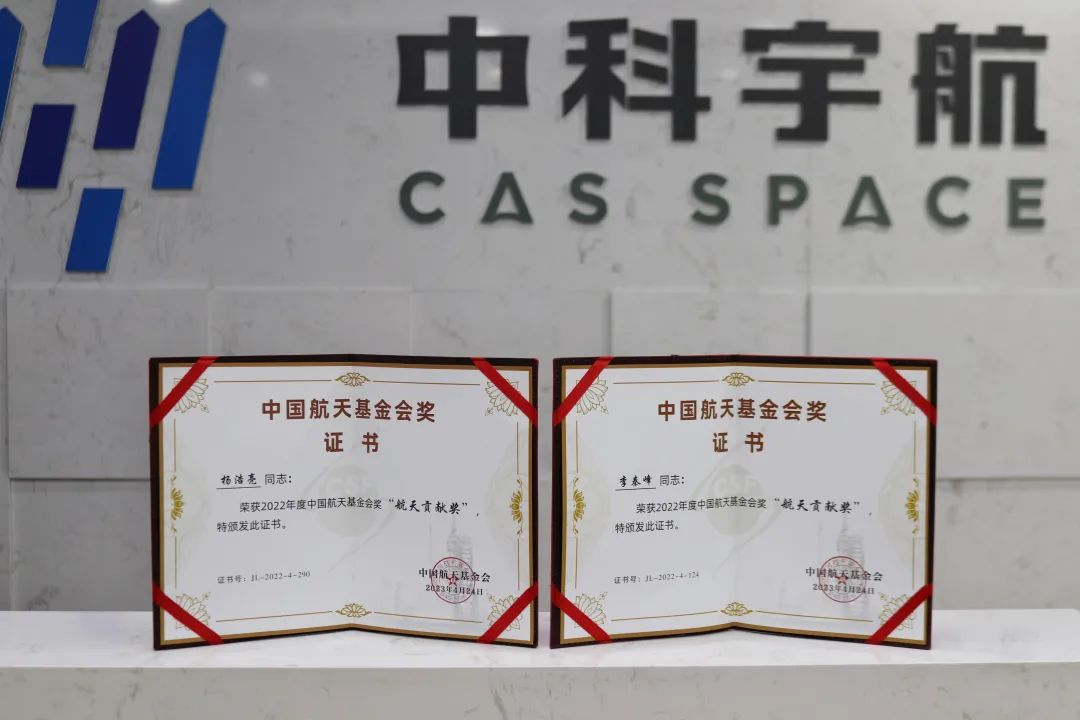 中科宇航
CAS SPACE
中国航天基金会奖
证书
杨浩亮 同志：
荣获2022年度中国航天基金会奖“航天贡献奖”，
特颁发此证书。
证书号：JL-2022-4-290
中国航天基金会
2023年4月24日
中国航天基金会奖
证书
李泰峰 同志：
荣获2022年度中国航天基金会奖“航天贡献奖”，
特颁发此证书。
证书号：JL-2022-4-124
中国航天基金会
2023年4月24日